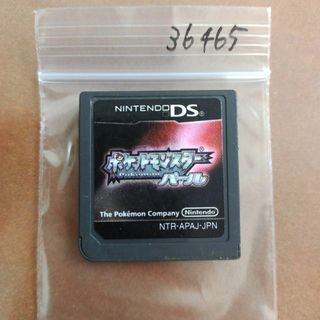 36465
NINTENDO DS
ポケットモンスター
Pokémon
パール
The Pokémon Company Nintendo
NTR-APAJ-JPN